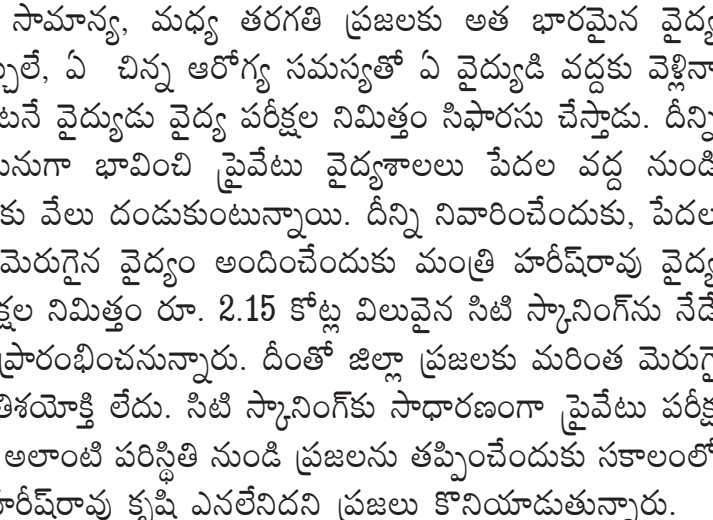 సామాన్య, మధ్య తరగతి ప్రజలకు అత భారమైన వైద్య
చ్చులే, ఏ చిన్న ఆరోగ్య సమస్యతో ఏ వైద్యుడి వద్దకు వెళ్లినా
టనే వైద్యుడు వైద్య పరీక్షల నిమిత్తం సిఫారసు చేస్తాడు. దీన్ని
నుగా భావించి ప్రైవేటు వైద్యశాలలు పేదల వద్ద నుండి
కు వేలు దండుకుంటున్నాయి. దీన్ని నివారించేందుకు, పేదల
మెరుగైన వైద్యం అందించేందుకు మంత్రి హరీష్‌రావు వైద్య
క్షల నిమిత్తం రూ. 2.15 కోట్ల విలువైన సిటి స్కానింగ్‌ను నేడే
ప్రారంభించనున్నారు. దీంతో జిల్లా ప్రజలకు మరింత మెరుగై
తిశయోక్తి లేదు. సిటి స్కానింగ్‌కు సాధారణంగా ప్రైవేటు పరీక్ష
అలాంటి పరిస్థితి నుండి ప్రజలను తప్పించేందుకు సకాలంలో
హరీష్‌రావు కృషి ఎనలేనిదని ప్రజలు కొనియాడుతున్నారు.